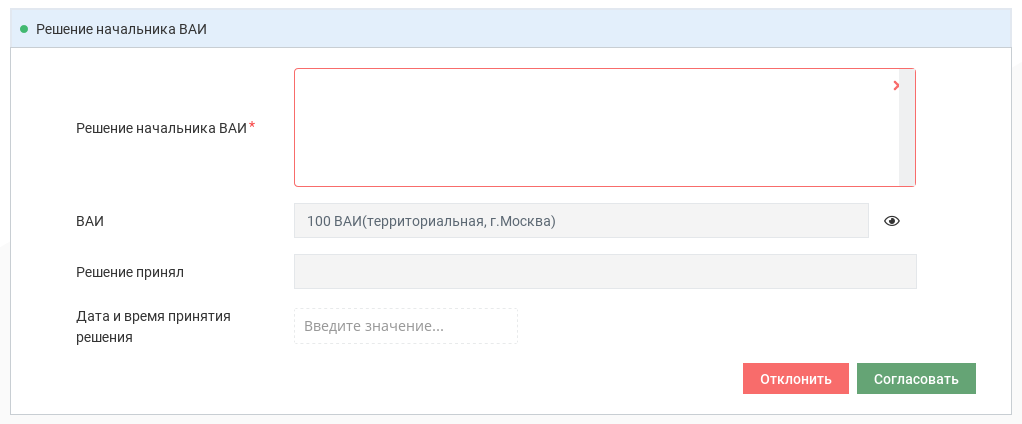 Решение начальника ВАИ
Решение начальника ВАИ*
ВАИ
100 ВАИ(территориальная, г.Москва)
Решение принял
Дата и время принятия
решения
Введите значение...
Отклонить
Согласовать